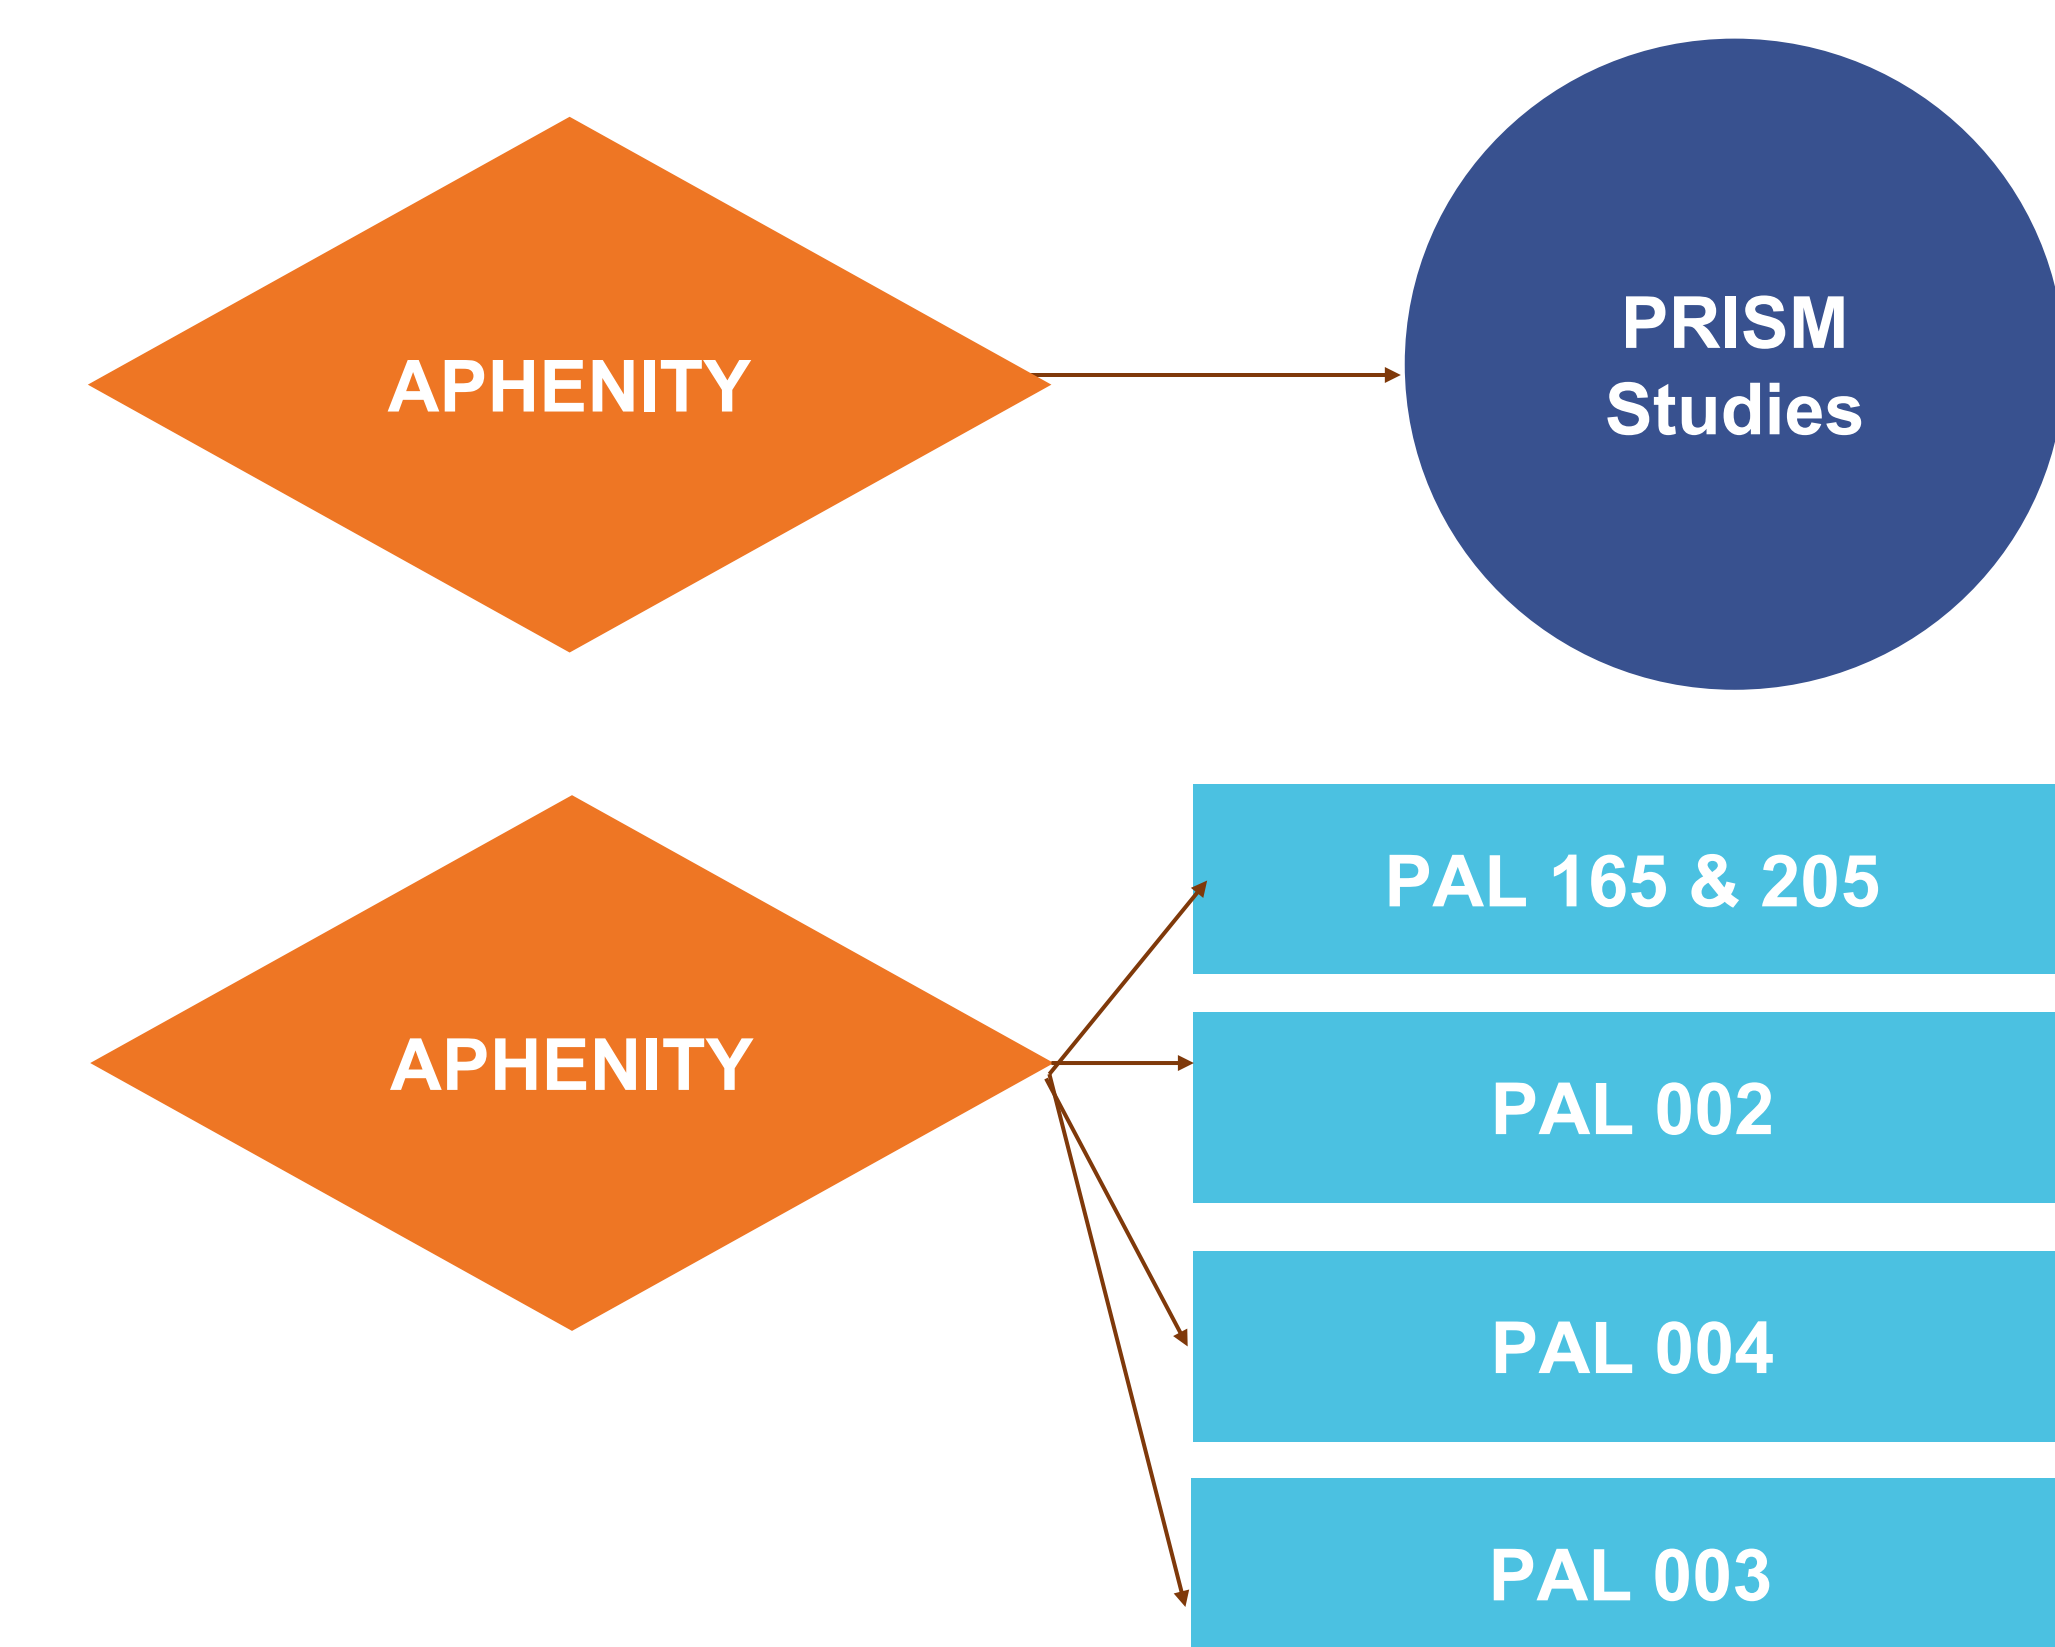 APHENITY
PRISM
Studies
APHENITY
PAL 165 & 205
PAL 002
PAL 004
PAL 003